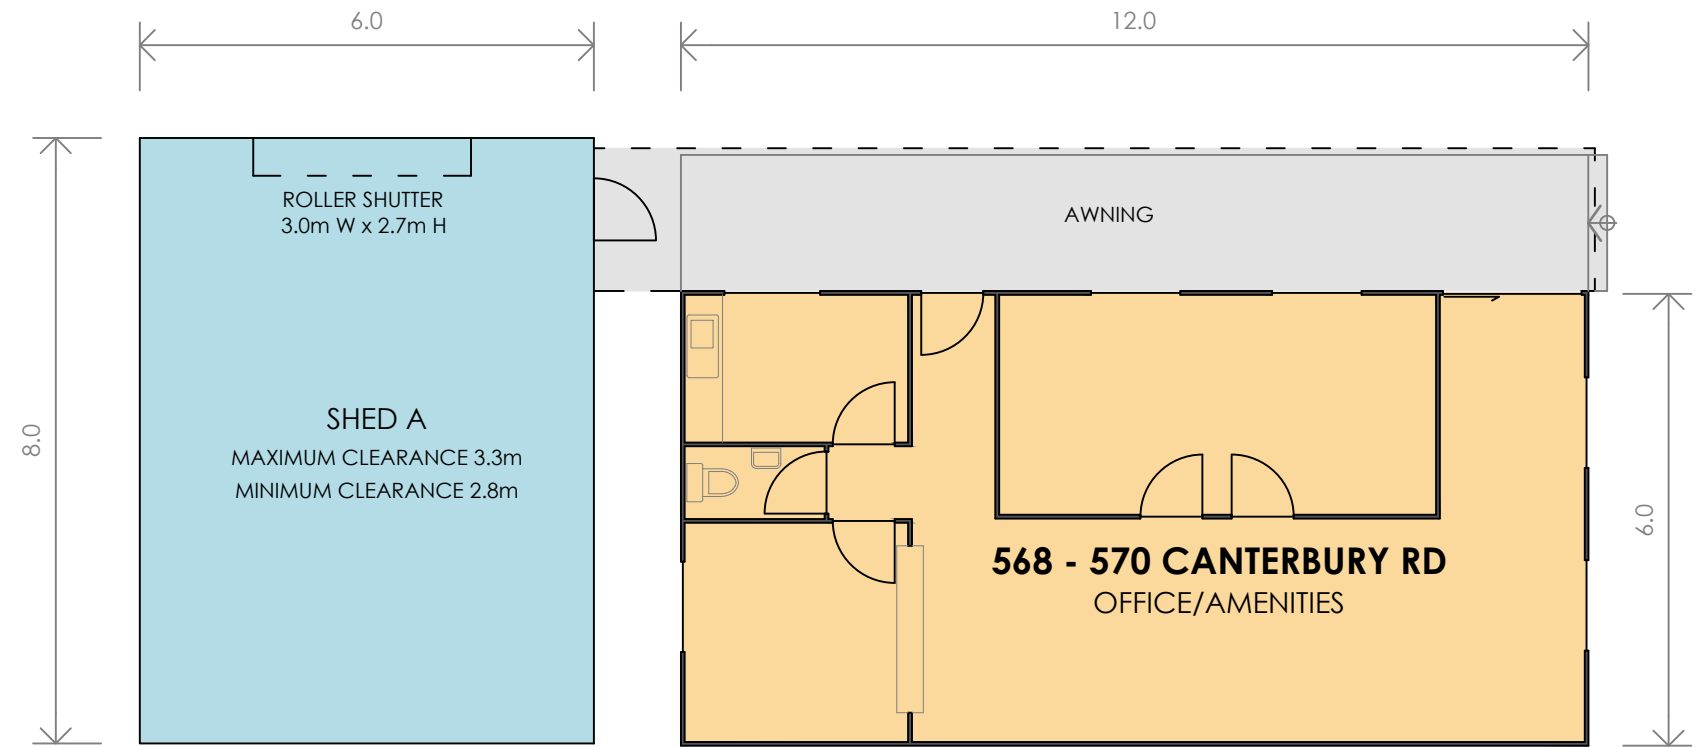 6.0
12.0
ROLLER SHUTTER
3.0m W x 2.7m H
AWNING
8.0
SHED A
MAXIMUM CLEARANCE 3.3m
MINIMUM CLEARANCE 2.8m
6.0
568 - 570 CANTERBURY RD
OFFICE/AMENITIES